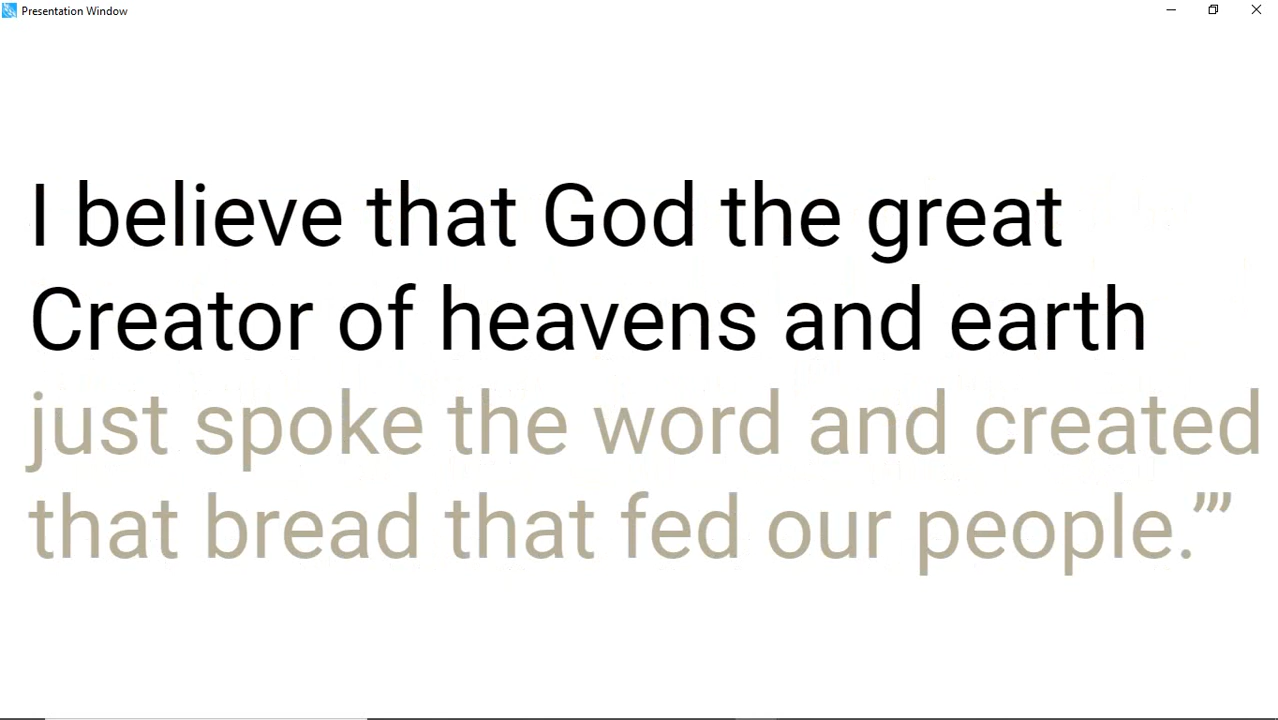 Presentation Window
I believe that God the great
Creator of heavens and earth
just spoke the word and created
that bread that fed our people.’”